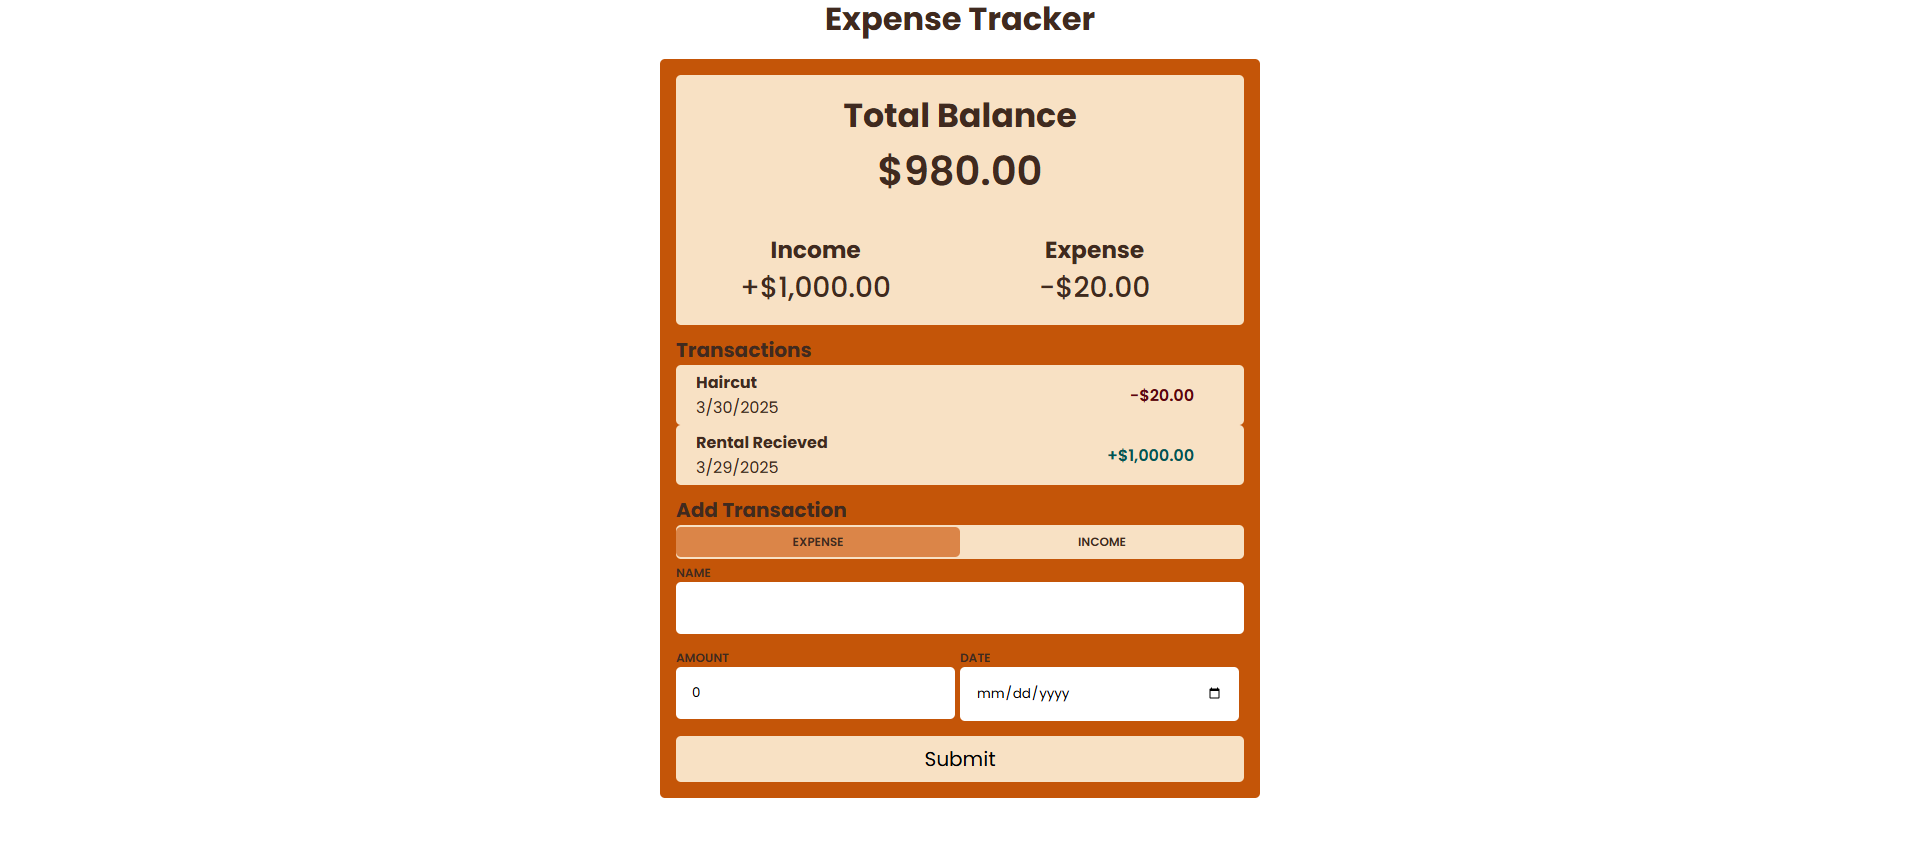 Expense Tracker
Total Balance
$980.00
Income Expense
+$1,000.00 -$20.00
Transactions
Haircut
3/30/2025
-$20.00
Rental Recieved
3/29/2025
+$1,000.00
Add Transaction
EXPENSE INCOME
NAME
AMOUNT DATE
0 mm/dd/yyyy
Submit